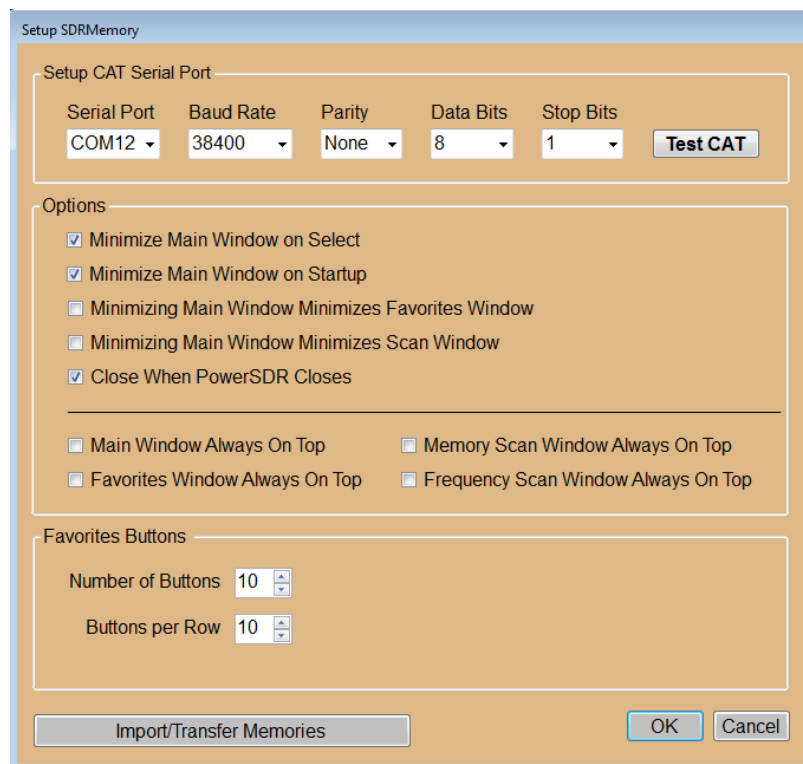 Setup SDRMemory
Setup CAT Serial Port
Serial Port Baud Rate Parity Data Bits Stop Bits
COM12 38400 None 8 1 Test CAT
Options
Minimize Main Window on Select
Minimize Main Window on Startup
Minimizing Main Window Minimizes Favorites Window
Minimizing Main Window Minimizes Scan Window
Close When PowerSDR Closes
Main Window Always On Top Memory Scan Window Always On Top
Favorites Window Always On Top Frequency Scan Window Always On Top
Favorites Buttons
Number of Buttons 10
Buttons per Row 10
Import/Transfer Memories OK Cancel